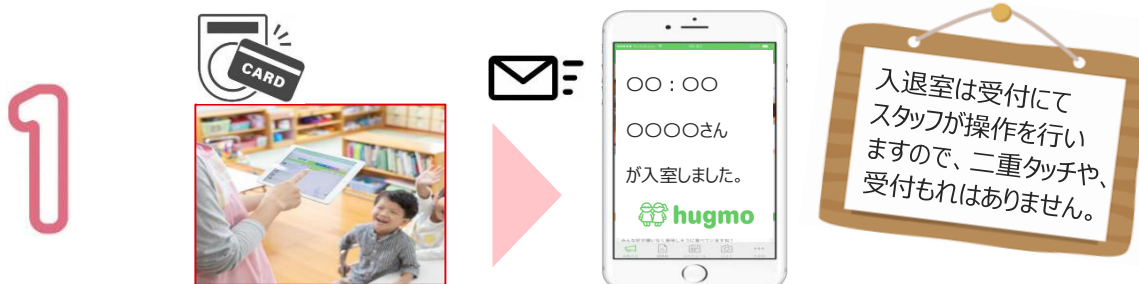 1
CARD
○○：○○
○○○○さん
が入室しました。
hugmo
入退室は受付にて
スタッフが操作を行い
ますので、二重タッチや、
受付もれはありません。